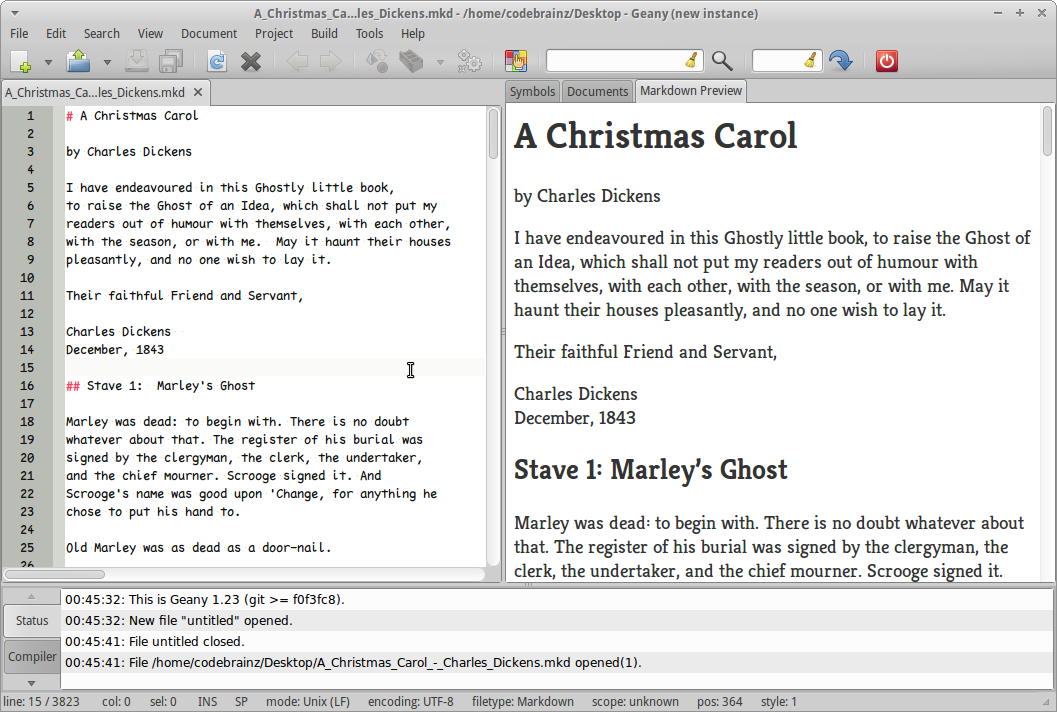 A_Christmas_Ca...les_Dickens.mkd - /home/codebrainz/Desktop - Geany (new instance)
File Edit Search View Document Project Build Tools Help
A_Christmas_Ca...les_Dickens.mkd
1 # A Christmas Carol
2
3 by Charles Dickens
4
5 I have endeavoured in this Ghostly little book,
6 to raise the Ghost of an Idea, which shall not put my
7 readers out of humour with themselves, with each other,
8 with the season, or with me.  May it haunt their houses
9 pleasantly, and no one wish to lay it.
10
11 Their faithful Friend and Servant,
12
13 Charles Dickens
14 December, 1843
15
16 ## Stave 1:  Marley's Ghost
17
18 Marley was dead: to begin with. There is no doubt
19 whatever about that. The register of his burial was
20 signed by the clergyman, the clerk, the undertaker,
21 and the chief mourner. Scrooge signed it. And
22 Scrooge's name was good upon 'Change, for anything he
23 chose to put his hand to.
24
25 Old Marley was as dead as a door-nail.
26
Symbols Documents Markdown Preview
A Christmas Carol
by Charles Dickens
I have endeavoured in this Ghostly little book, to raise the Ghost of
an Idea, which shall not put my readers out of humour with
themselves, with each other, with the season, or with me. May it
haunt their houses pleasantly, and no one wish to lay it.
Their faithful Friend and Servant,
Charles Dickens
December, 1843
Stave 1: Marley’s Ghost
Marley was dead: to begin with. There is no doubt whatever about
that. The register of his burial was signed by the clergyman, the
clerk, the undertaker, and the chief mourner. Scrooge signed it.
Status
Compiler
00:45:32: This is Geany 1.23 (git >= f0f3fc8).
00:45:32: New file "untitled" opened.
00:45:41: File untitled closed.
00:45:41: File /home/codebrainz/Desktop/A_Christmas_Carol_-_Charles_Dickens.mkd opened(1).
line: 15 / 3823 col: 0 sel: 0 INS SP mode: Unix (LF) encoding: UTF-8 filetype: Markdown scope: unknown pos: 364 style: 1